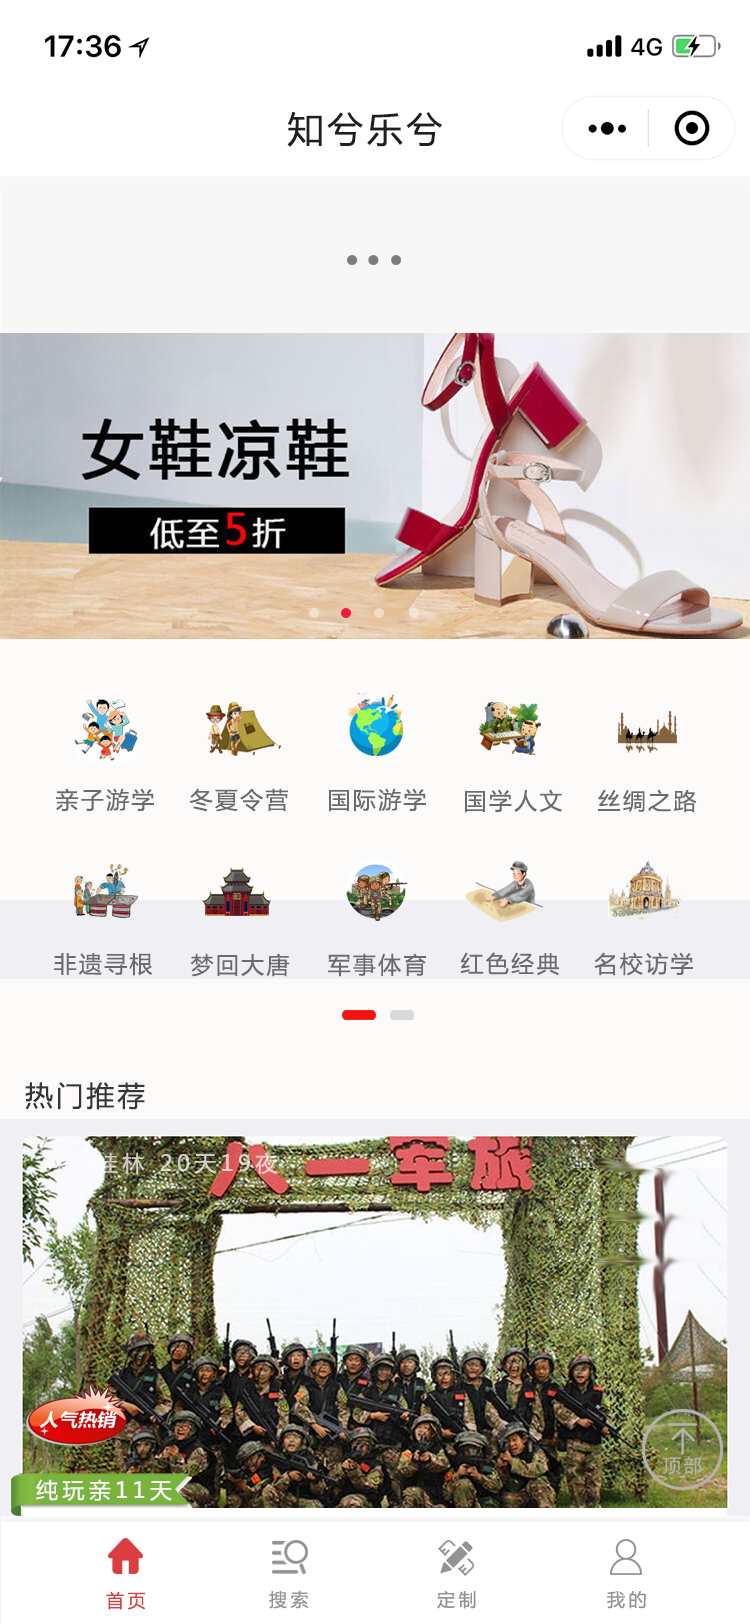 17:36
4G
知兮乐兮
女鞋凉鞋
低至5折
亲子游学
冬夏令营
国际游学
国学人文
丝绸之路
非遗寻根
梦回大唐
军事体育
红色经典
名校访学
热门推荐
桂林 20天19夜
八一军旅
人气热销
纯玩亲11天
顶部
首页
搜索
定制
我的